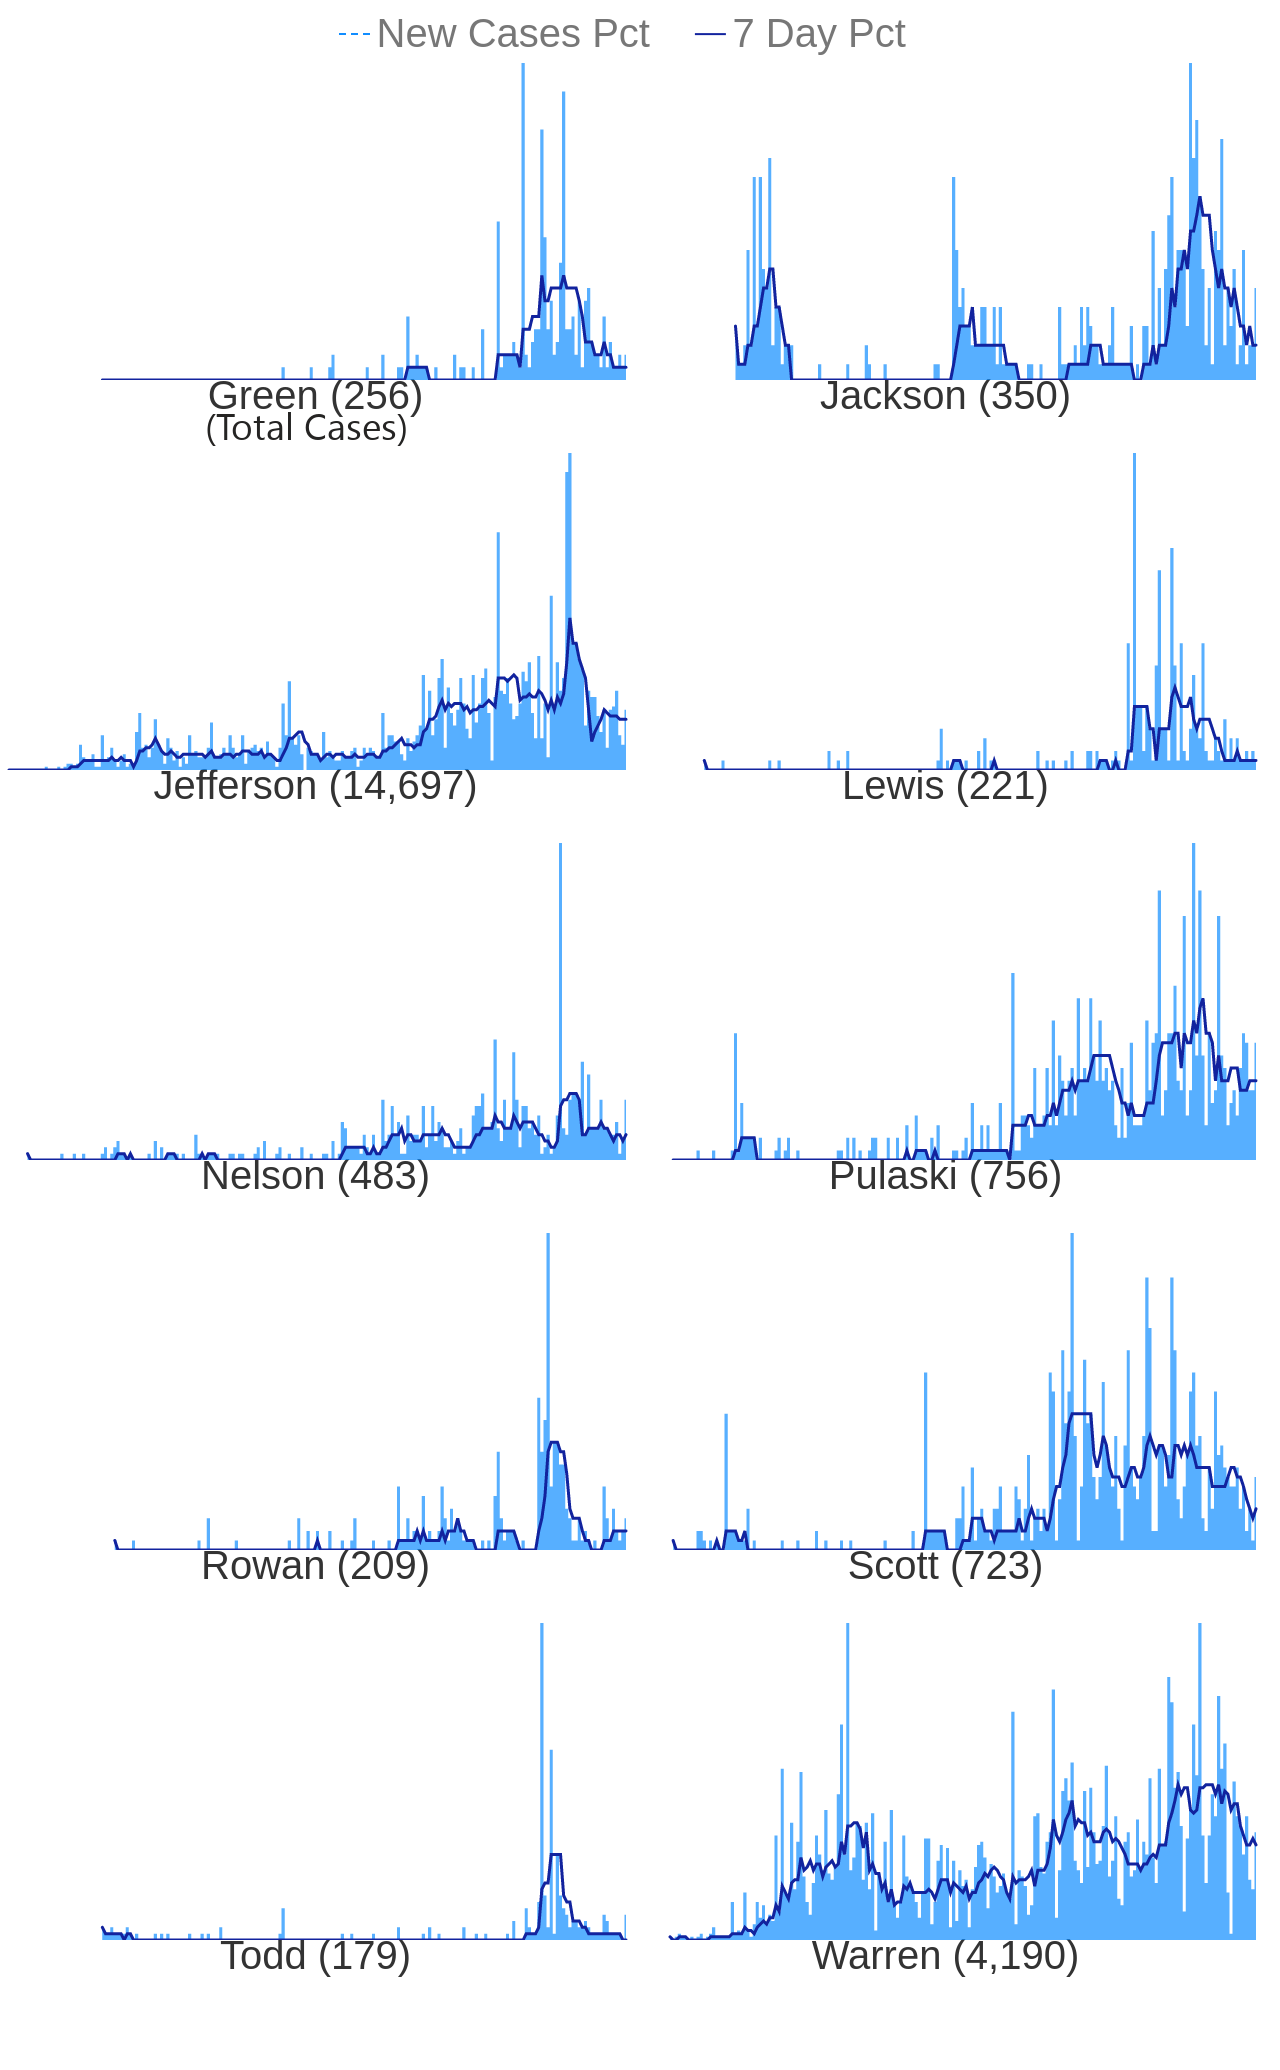 New Cases Pct 7 Day Pct
Green (256) Jackson (350)
(Total Cases)
Jefferson (14,697) Lewis (221)
Nelson (483) Pulaski (756)
Rowan (209) Scott (723)
Todd (179) Warren (4,190)